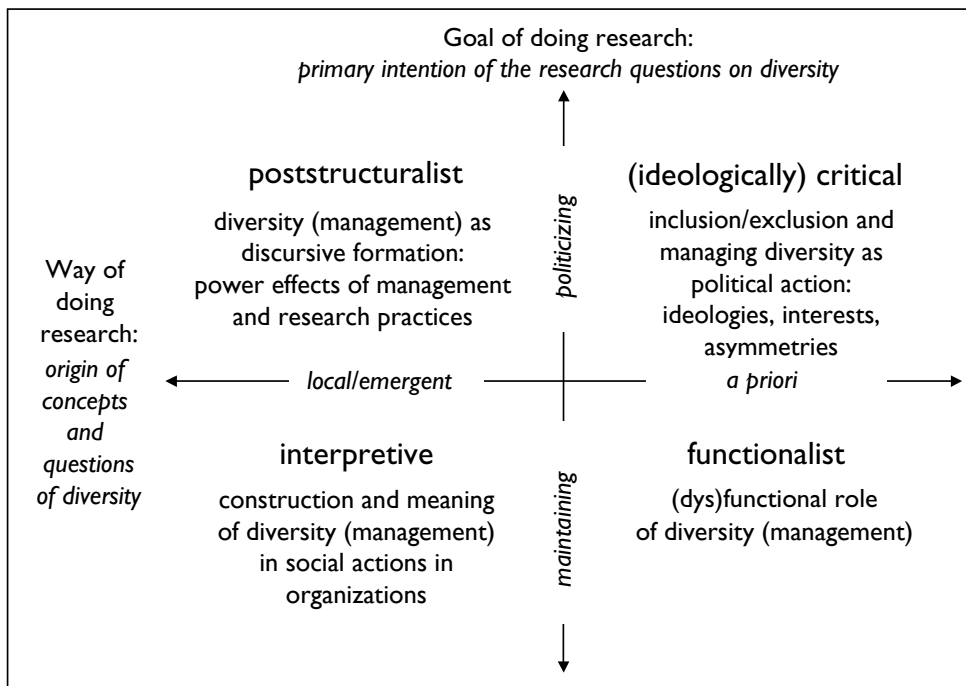 Goal of doing research:
primary intention of the research questions on diversity
poststructuralist
diversity (management) as
discursive formation:
power effects of management
and research practices
politicizing
(ideologically) critical
inclusion/exclusion and
managing diversity as
political action:
ideologies, interests,
asymmetries
Way of
doing
research:
origin of
concepts
and
questions
of diversity
local/emergent
a priori
interpretive
construction and meaning
of diversity (management)
in social actions in
organizations
maintaining
functionalist
(dys)functional role
of diversity (management)